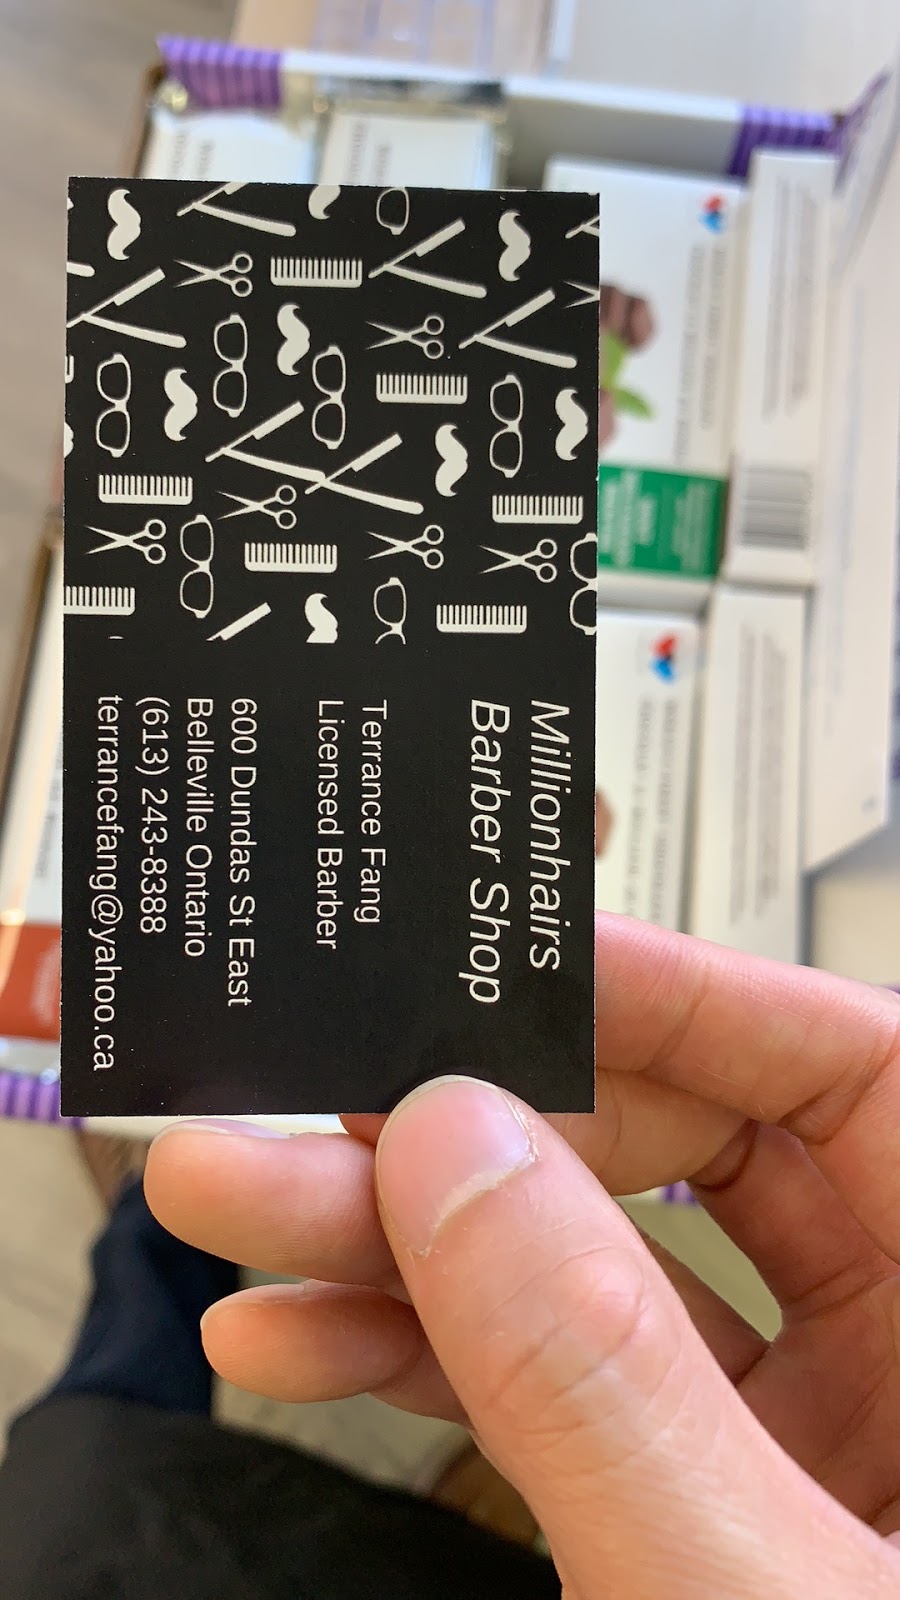 Millionhairs
Barber Shop
Terrance Fang
Licensed Barber
600 Dundas St East
Belleville Ontario
(613) 243-8388
terrancefang@yahoo.ca